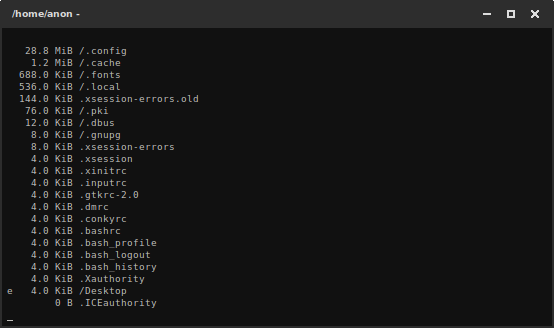 /home/anon -
28.8 MiB /.config
1.2 MiB /.cache
688.0 KiB /.fonts
536.0 KiB /.local
144.0 KiB .xsession-errors.old
76.0 KiB /.pki
12.0 KiB /.dbus
8.0 KiB /.gnupg
8.0 KiB .xsession-errors
4.0 KiB .xsession
4.0 KiB .xinitrc
4.0 KiB .inputrc
4.0 KiB .gtkrc-2.0
4.0 KiB .dmrc
4.0 KiB .conkyrc
4.0 KiB .bashrc
4.0 KiB .bash_profile
4.0 KiB .bash_logout
4.0 KiB .bash_history
4.0 KiB .Xauthority
e 4.0 KiB /Desktop
0 B .ICEauthority